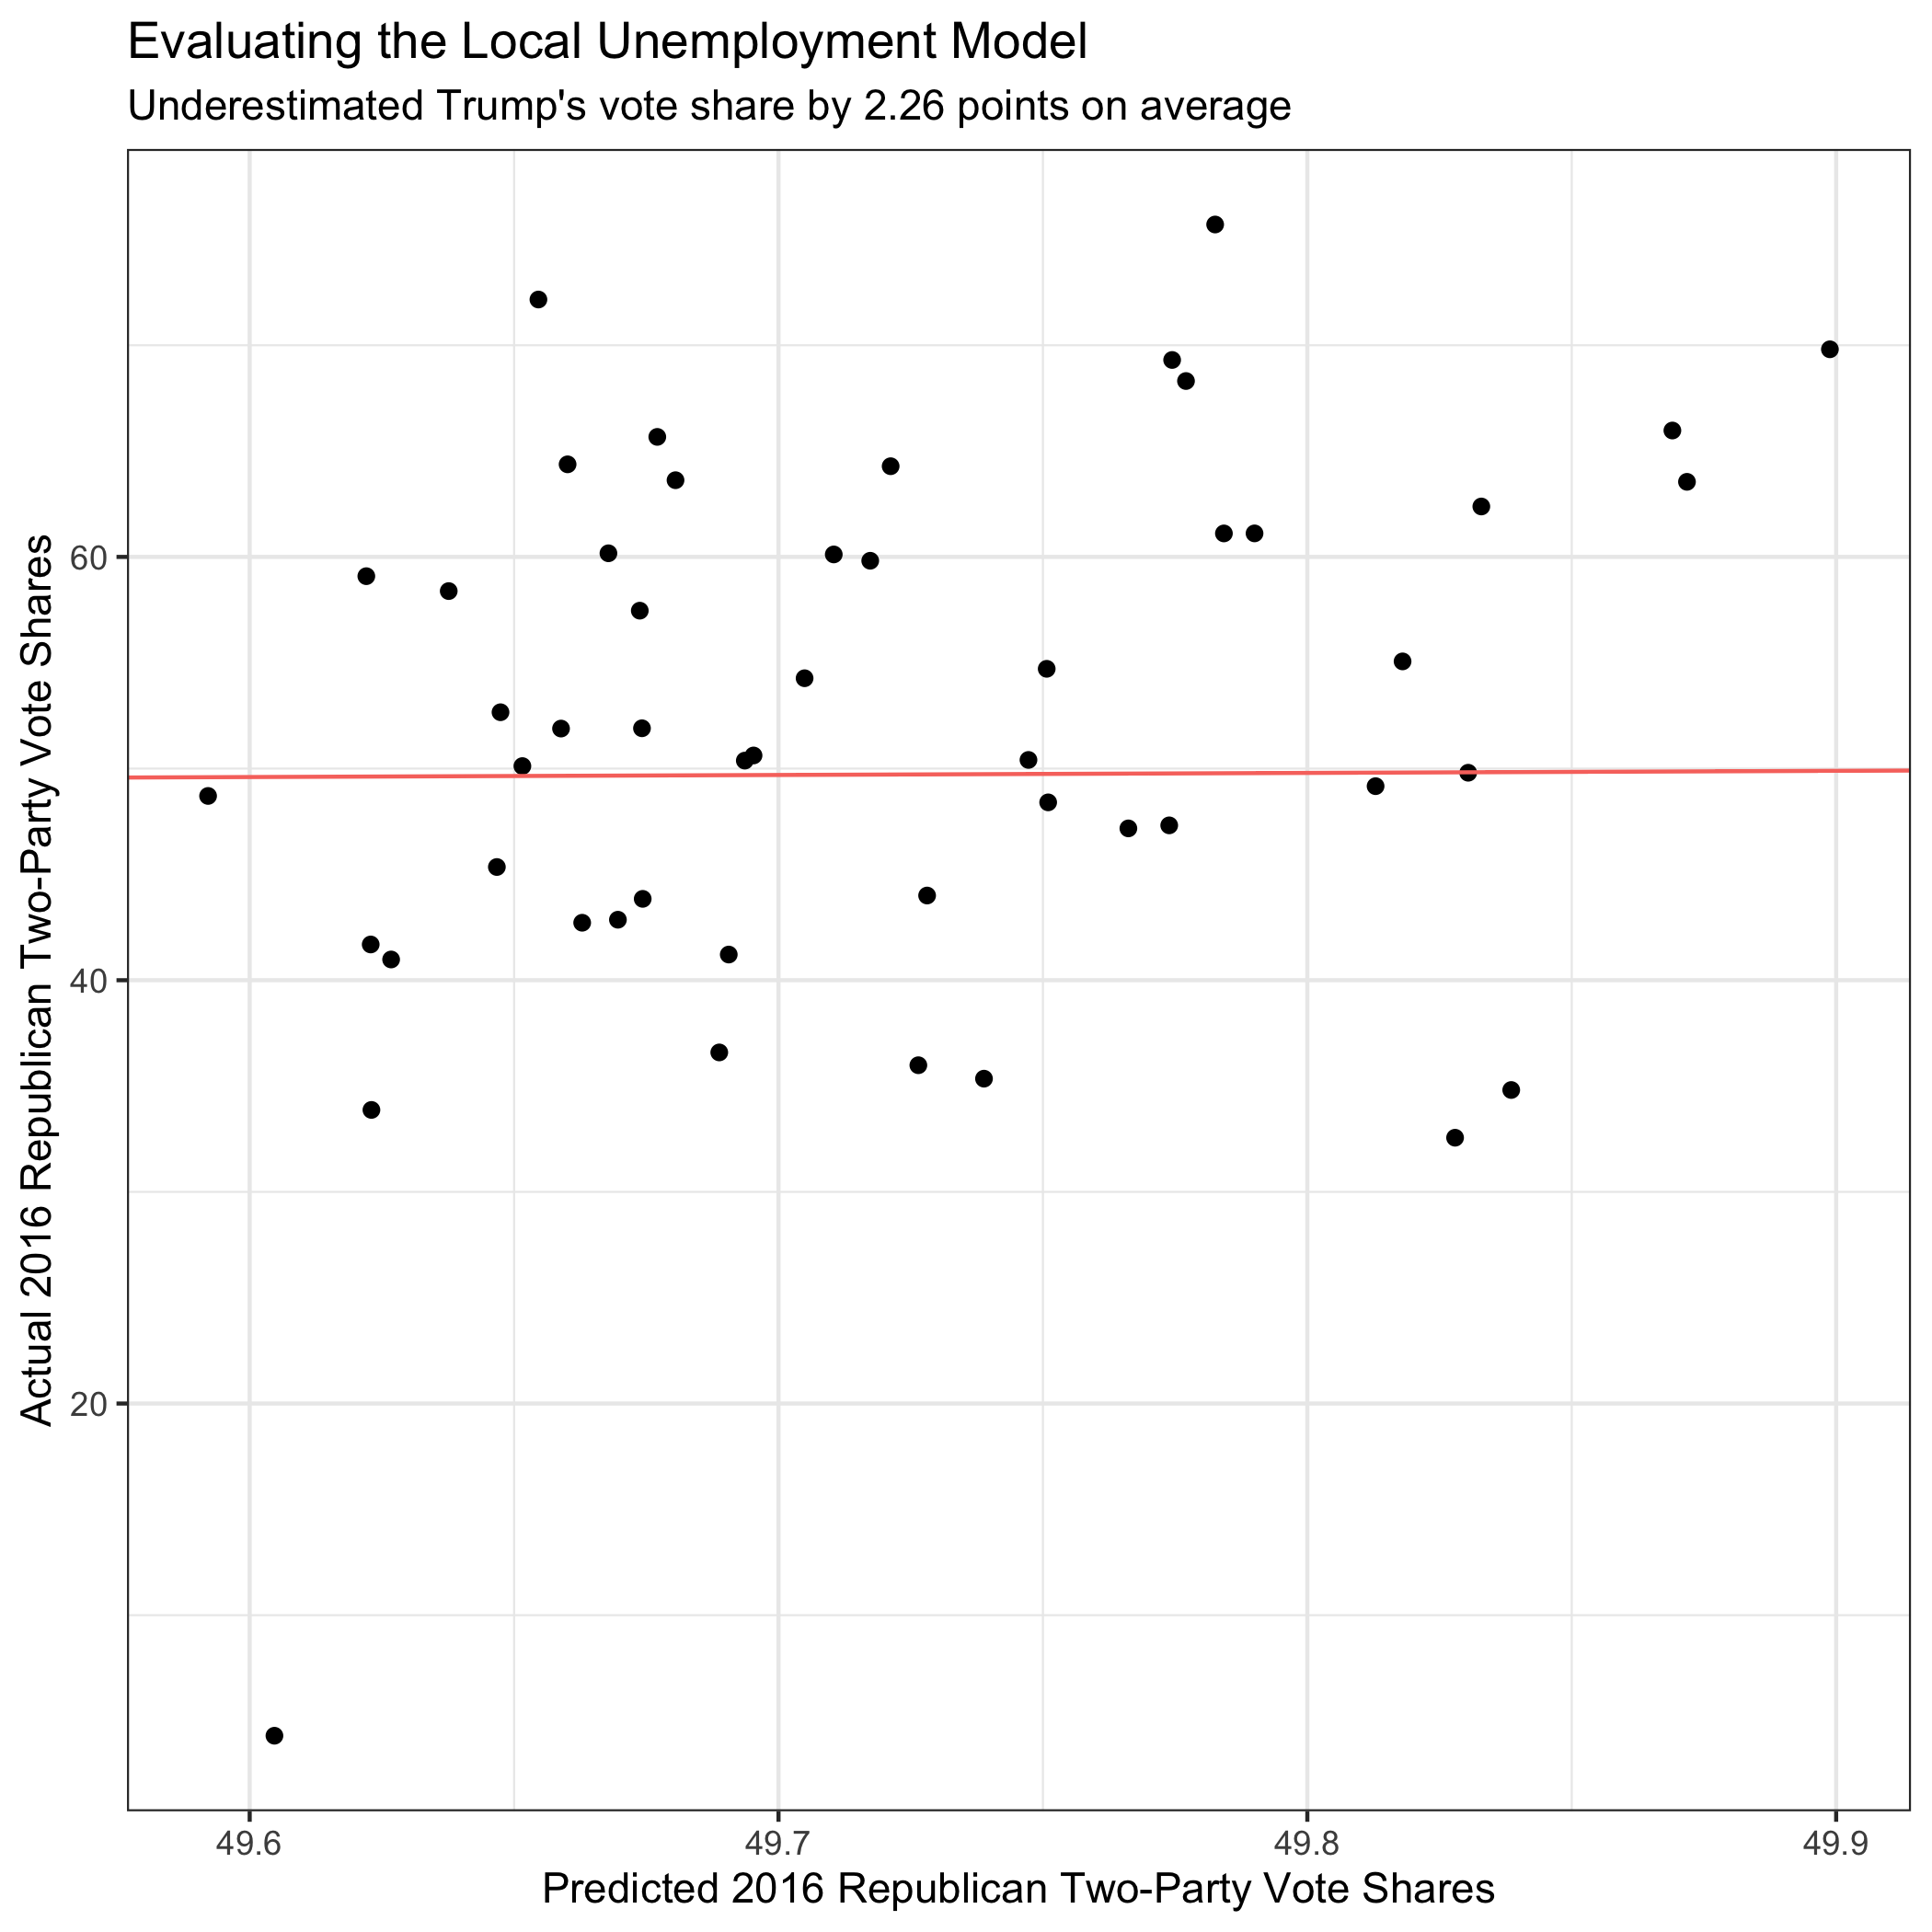 Evaluating the Local Unemployment Model
Underestimated Trump's vote share by 2.26 points on average
Actual 2016 Republican Two-Party Vote Shares
60
40
20
49.6
49.7
49.8
49.9
Predicted 2016 Republican Two-Party Vote Shares